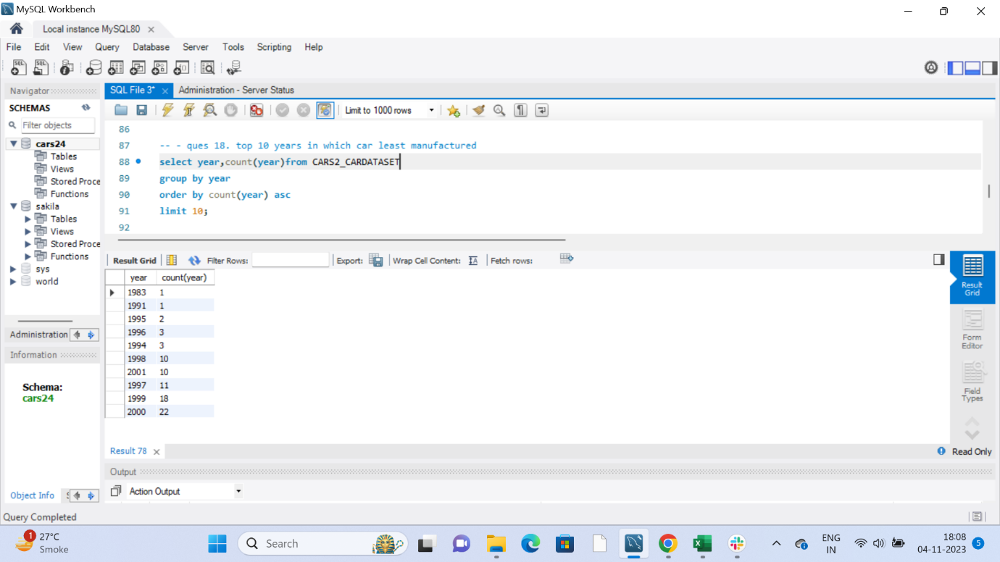 MySQL Workbench
Local instance MySQL80
File Edit View Query Database Server Tools Scripting Help
Navigator
SCHEMAS
Filter objects
cars24
Tables
Views
Stored Proce
Functions
sakila
Tables
Views
Stored Proce
Functions
sys
world
Administration
Information
Schema:
cars24
Object Info
SQL File 3* Administration - Server Status
Limit to 1000 rows
86
87 -- - ques 18. top 10 years in which car least manufactured
88 select year,count(year)from CARS2_CARDATASET
89 group by year
90 order by count(year) asc
91 limit 10;
92
Result Grid Filter Rows: Export: Wrap Cell Content: Fetch rows:
year count(year)
1983 1
1991 1
1995 2
1996 3
1994 3
1998 10
2001 10
1997 11
1999 18
2000 22
Result
Grid
Form
Editor
Field
Types
Result 78
Read Only
Output
Action Output
Query Completed
1
27°C
Smoke
Search
ENG
IN
18:08
04-11-2023
5